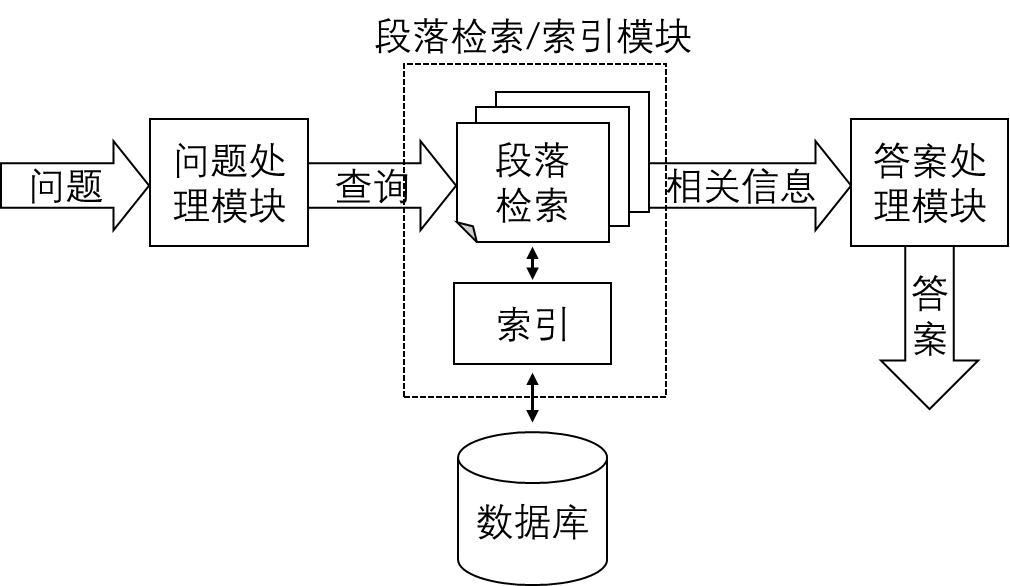 段落检索/索引模块
问题
问题处
理模块
查询
段落
检索
相关信息
答案处
理模块
索引
答
案
数据库